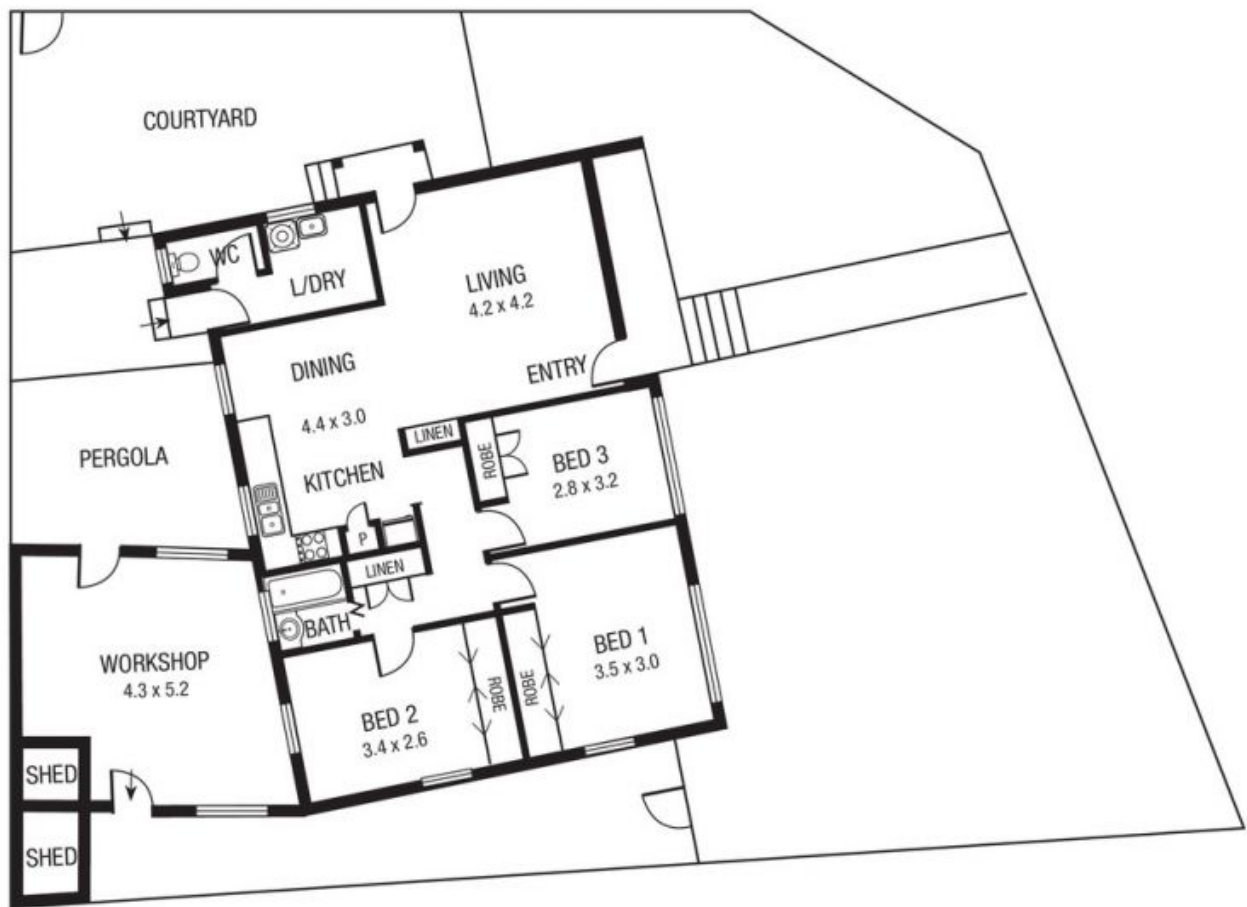 COURTYARD
WC
L/DRY
LIVING
4.2 x 4.2
DINING
4.4 x 3.0
ENTRY
LINEN
KITCHEN
PERGOLA
ROBE
BED 3
2.8 x 3.2
P
LINEN
BATH
WORKSHOP
4.3 x 5.2
BED 1
3.5 x 3.0
ROBE
ROBE
BED 2
3.4 x 2.6
SHED
SHED